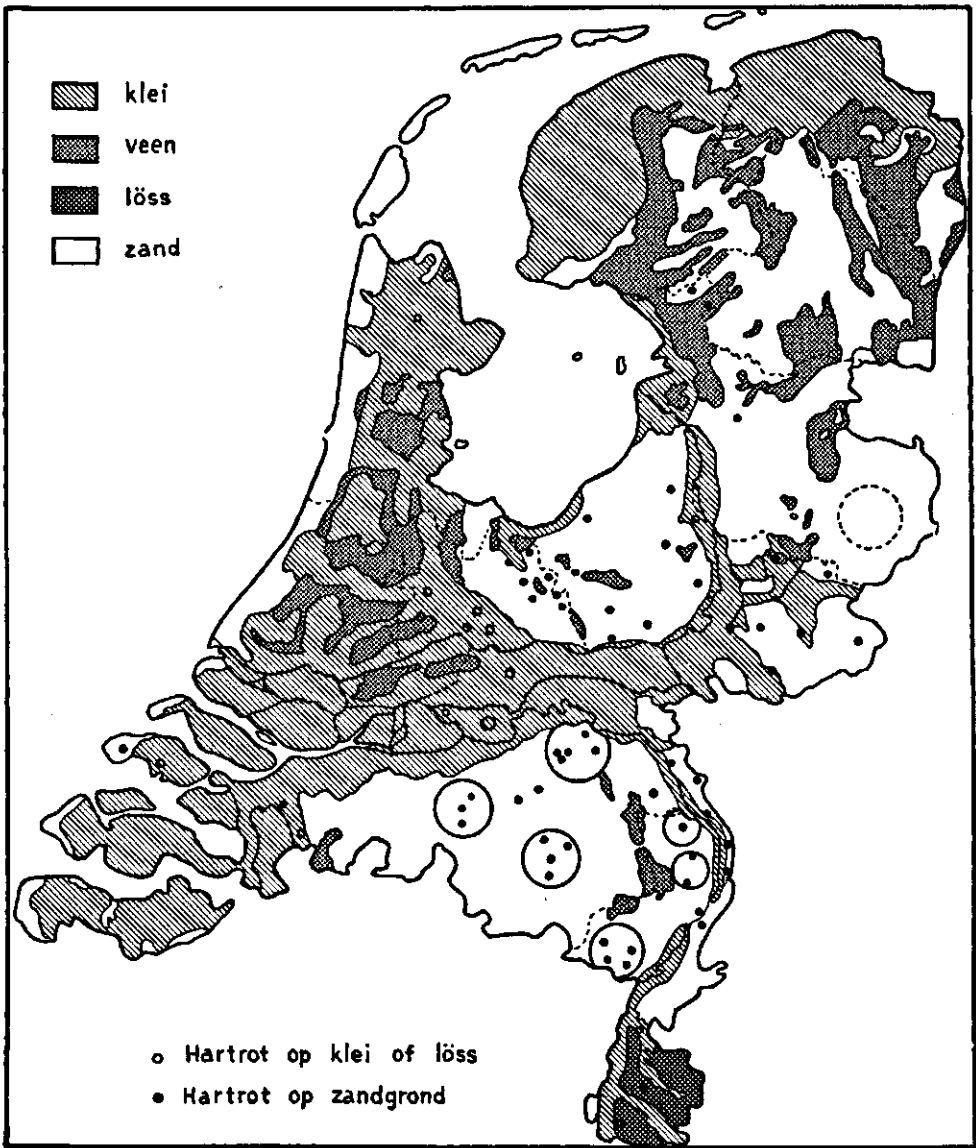 klei
veen
löss
zand
Hartrot op klei of löss
Hartrot op zandgrond